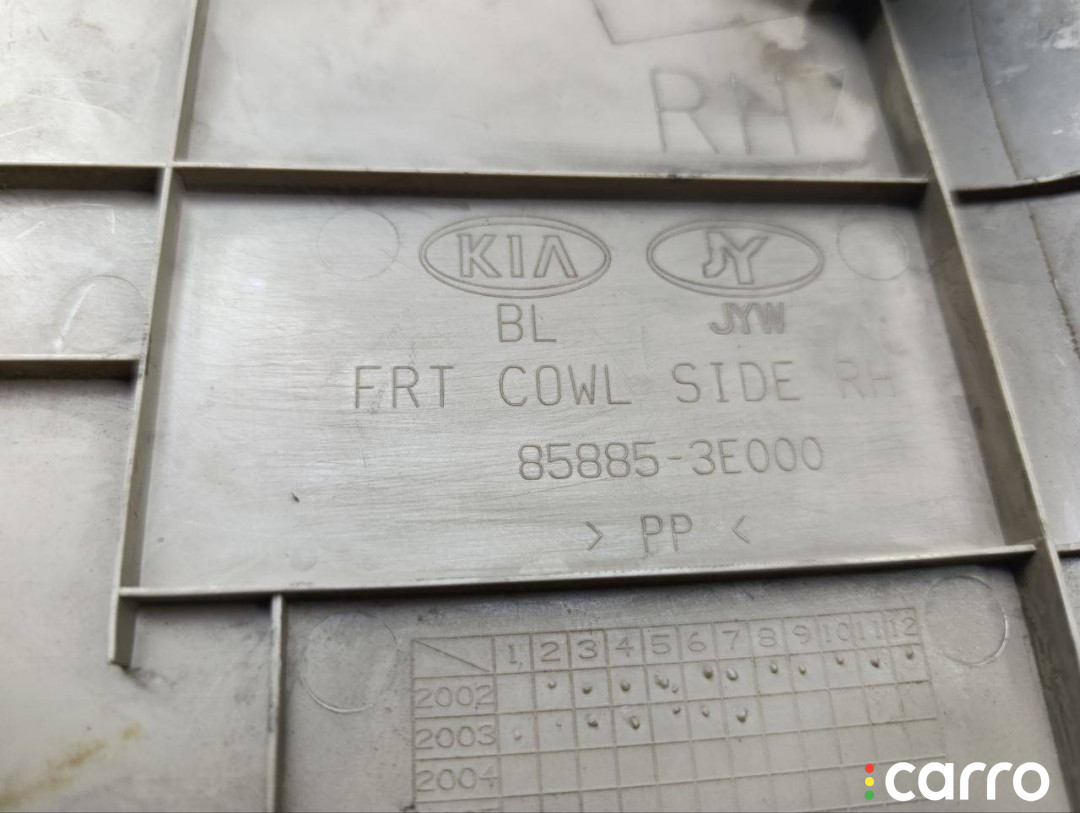 RH
KIA JY
BL JYW
FRT COWL SIDE RH
85885-3E000
> PP <
1 2 3 4 5 6 7 8 9 10 11 12
2002
2003
2004
carro